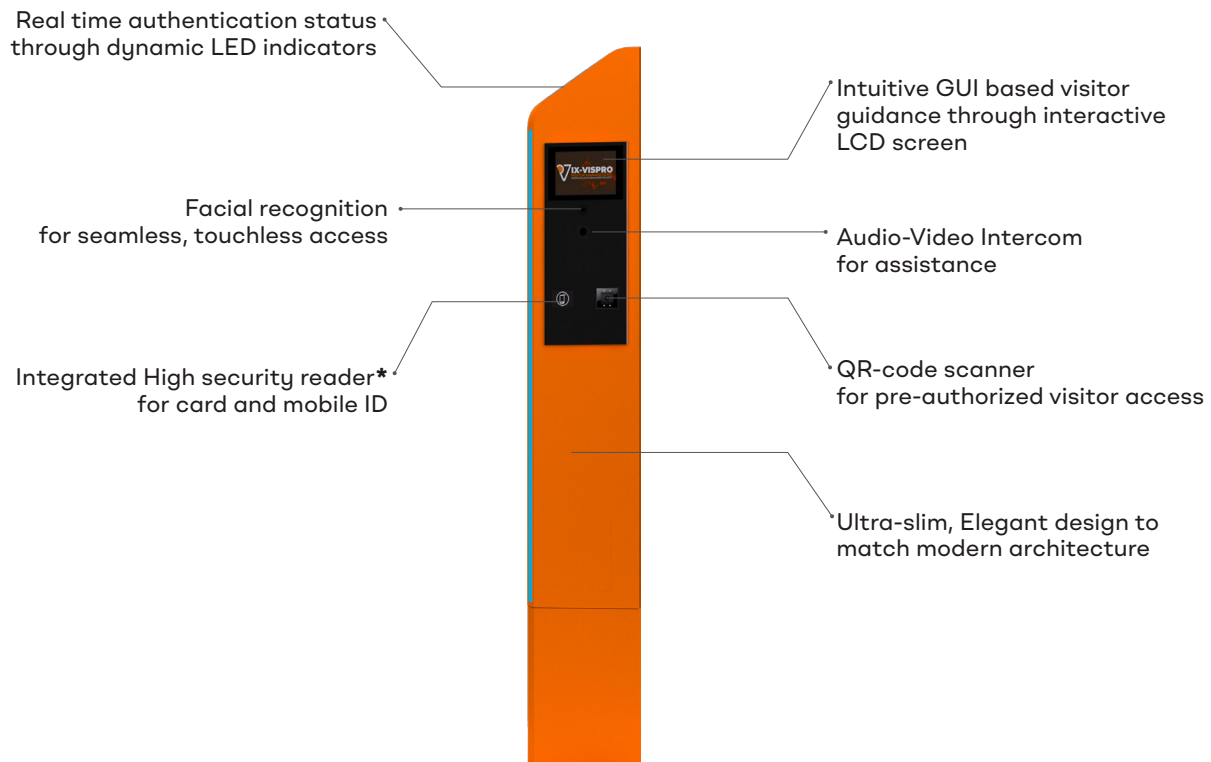 Real time authentication status
through dynamic LED indicators
Intuitive GUI based visitor
guidance through interactive
LCD screen
IX-VISPRO
Facial recognition
for seamless, touchless access
Audio-Video Intercom
for assistance
Integrated High security reader*
for card and mobile ID
QR-code scanner
for pre-authorized visitor access
Ultra-slim, Elegant design to
match modern architecture